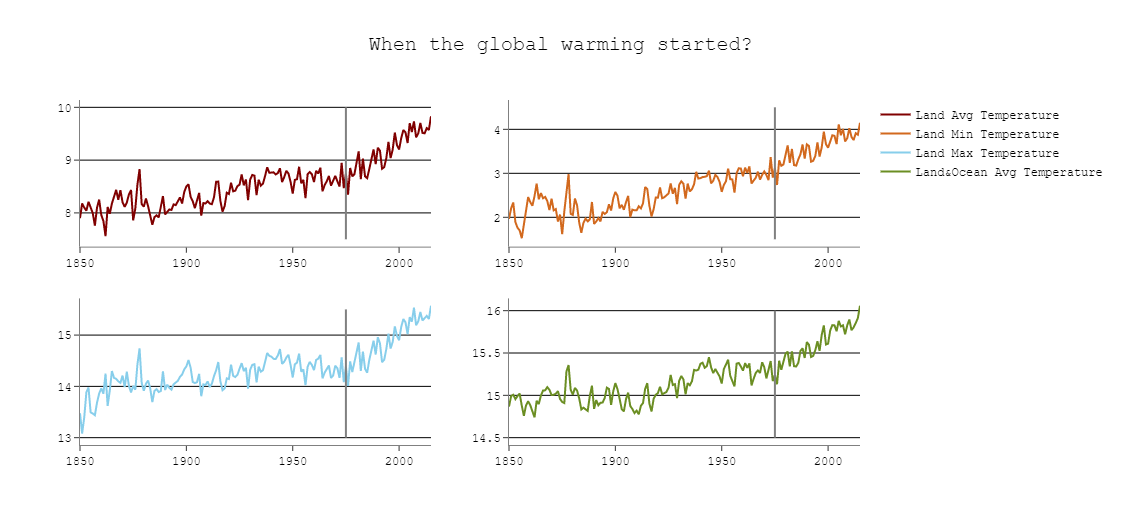 When the global warming started?
10
9
8
1850 1900 1950 2000
4
3
2
1850 1900 1950 2000
Land Avg Temperature
Land Min Temperature
Land Max Temperature
Land&Ocean Avg Temperature
15
14
13
1850 1900 1950 2000
16
15.5
15
14.5
1850 1900 1950 2000